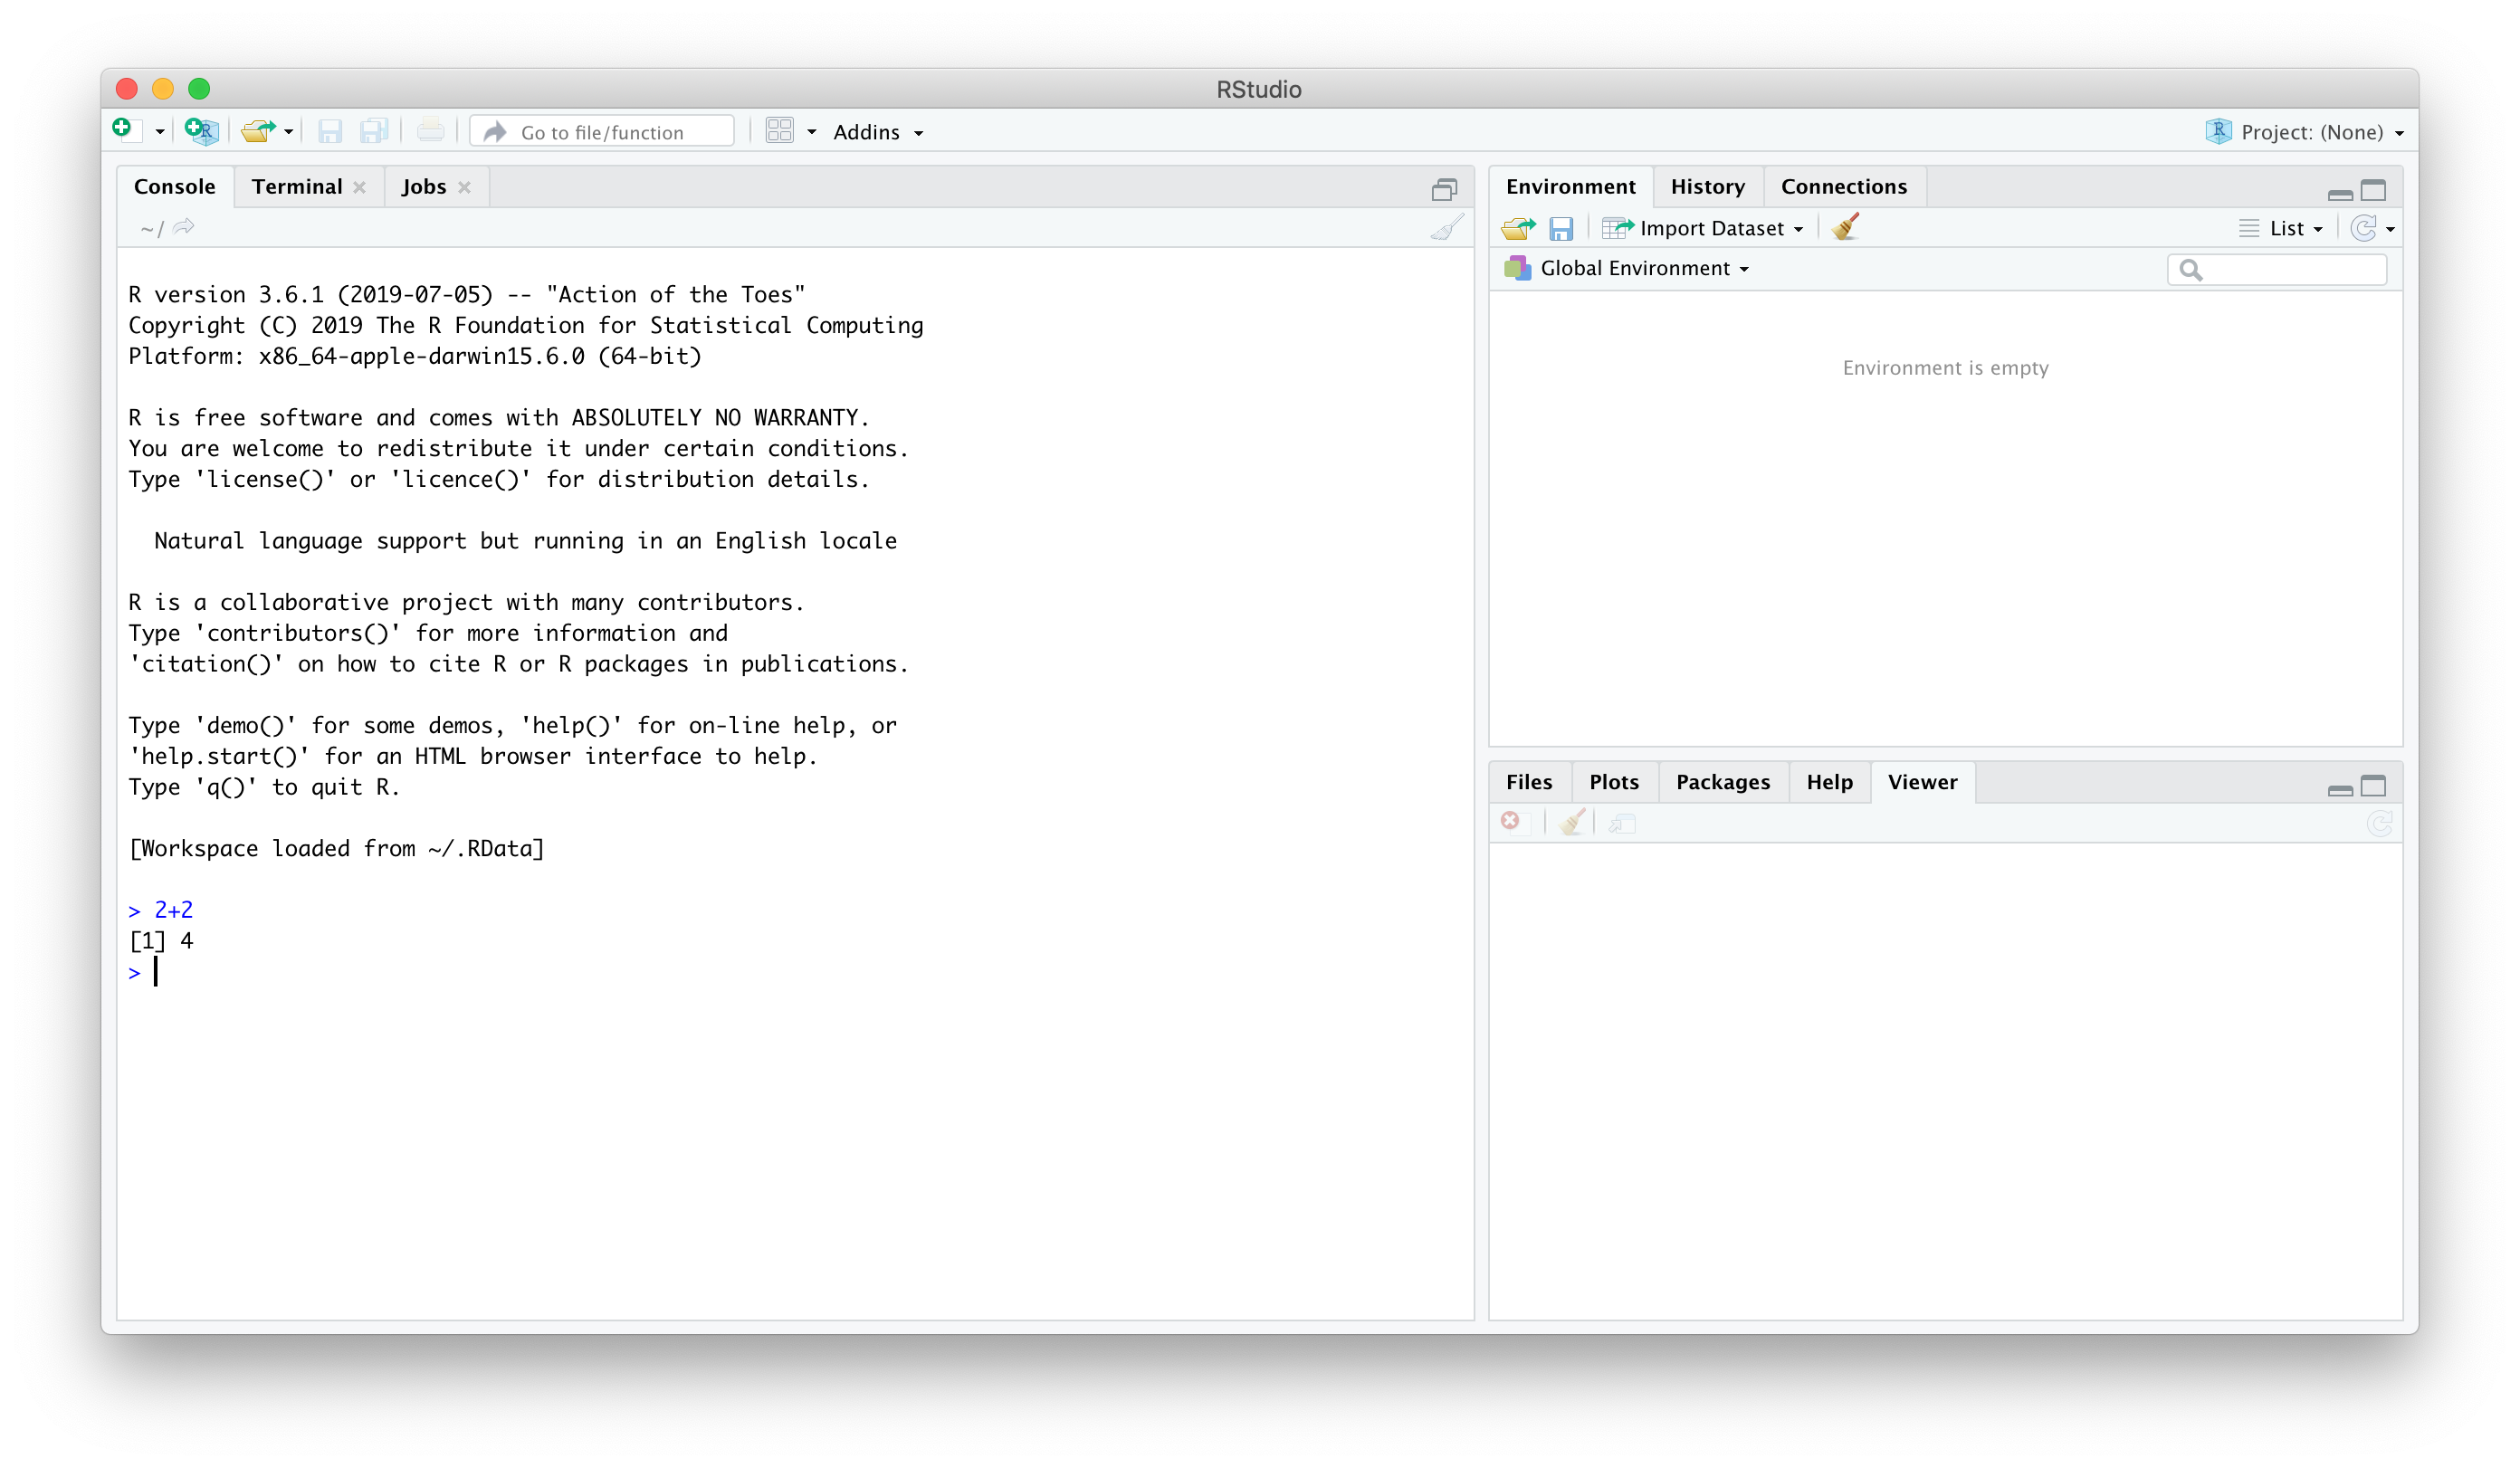 RStudio
Go to file/function
Addins
Project: (None)
Console Terminal Jobs
~/
R version 3.6.1 (2019-07-05) -- "Action of the Toes"
Copyright (C) 2019 The R Foundation for Statistical Computing
Platform: x86_64-apple-darwin15.6.0 (64-bit)
R is free software and comes with ABSOLUTELY NO WARRANTY.
You are welcome to redistribute it under certain conditions.
Type 'license()' or 'licence()' for distribution details.
Natural language support but running in an English locale
R is a collaborative project with many contributors.
Type 'contributors()' for more information and
'citation()' on how to cite R or R packages in publications.
Type 'demo()' for some demos, 'help()' for on-line help, or
'help.start()' for an HTML browser interface to help.
Type 'q()' to quit R.
[Workspace loaded from ~/.RData]
> 2+2
[1] 4
>
Environment History Connections
Import Dataset List
Global Environment
Environment is empty
Files Plots Packages Help Viewer